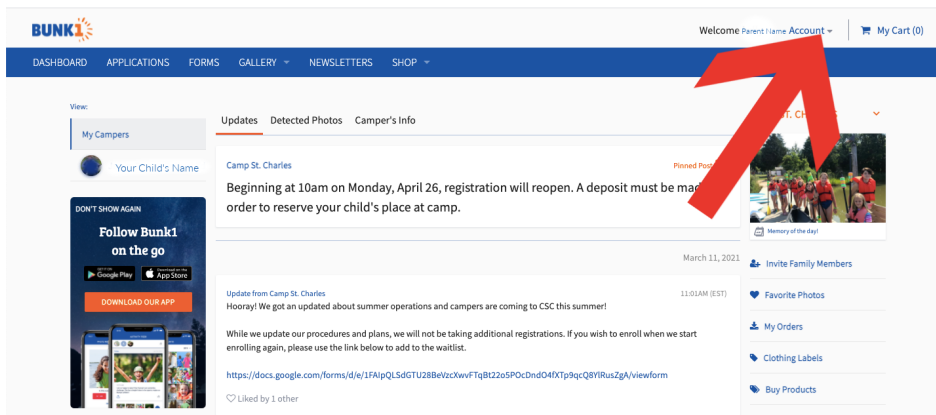 BUNK1
Welcome Parent Name Account
My Cart (0)
DASHBOARD APPLICATIONS FORMS GALLERY NEWSLETTERS SHOP
View:
My Campers
Your Child's Name
DON'T SHOW AGAIN
Follow Bunk1
on the go
Google Play
App Store
DOWNLOAD OUR APP
Updates Detected Photos Camper's Info
Camp St. Charles
Pinned Post
Beginning at 10am on Monday, April 26, registration will reopen. A deposit must be
order to reserve your child's place at camp.
March 11, 2021
Update from Camp St. Charles
11:01AM (EST)
Hooray! We got an updated about summer operations and campers are coming to CSC this summer!
While we update our procedures and plans, we will not be taking additional registrations. If you wish to enroll when we start
enrolling again, please use the link below to add to the waitlist.
https://docs.google.com/forms/d/e/1FAIpQLSdGTU28BeVzcXwvFTqBt22o5POcDndO4fXTp9qcQ8YlRusZgA/viewform
Liked by 1 other
Memory of the day!
Invite Family Members
Favorite Photos
My Orders
Clothing Labels
Buy Products